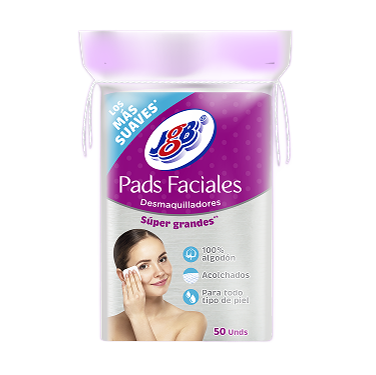 LOS
MÁS
SUAVES*
JGB
Pads Faciales
Desmaquilladores
Súper grandes**
100%
algodón
Acolchados
Para todo
tipo de piel
50 Unds